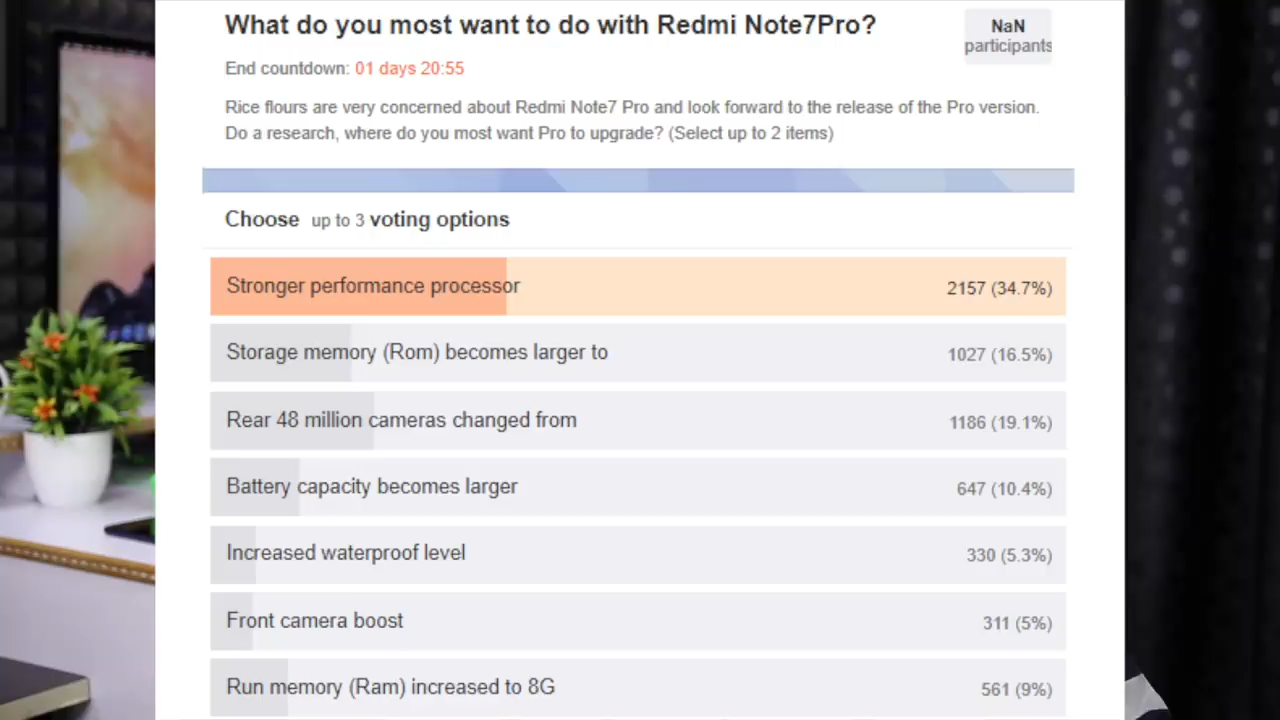 What do you most want to do with Redmi Note7Pro?
NaN
participants
End countdown: 01 days 20:55
Rice flours are very concerned about Redmi Note7 Pro and look forward to the release of the Pro version.
Do a research, where do you most want Pro to upgrade? (Select up to 2 items)
Choose up to 3 voting options
Stronger performance processor 2157 (34.7%)
Storage memory (Rom) becomes larger to 1027 (16.5%)
Rear 48 million cameras changed from 1186 (19.1%)
Battery capacity becomes larger 647 (10.4%)
Increased waterproof level 330 (5.3%)
Front camera boost 311 (5%)
Run memory (Ram) increased to 8G 561 (9%)